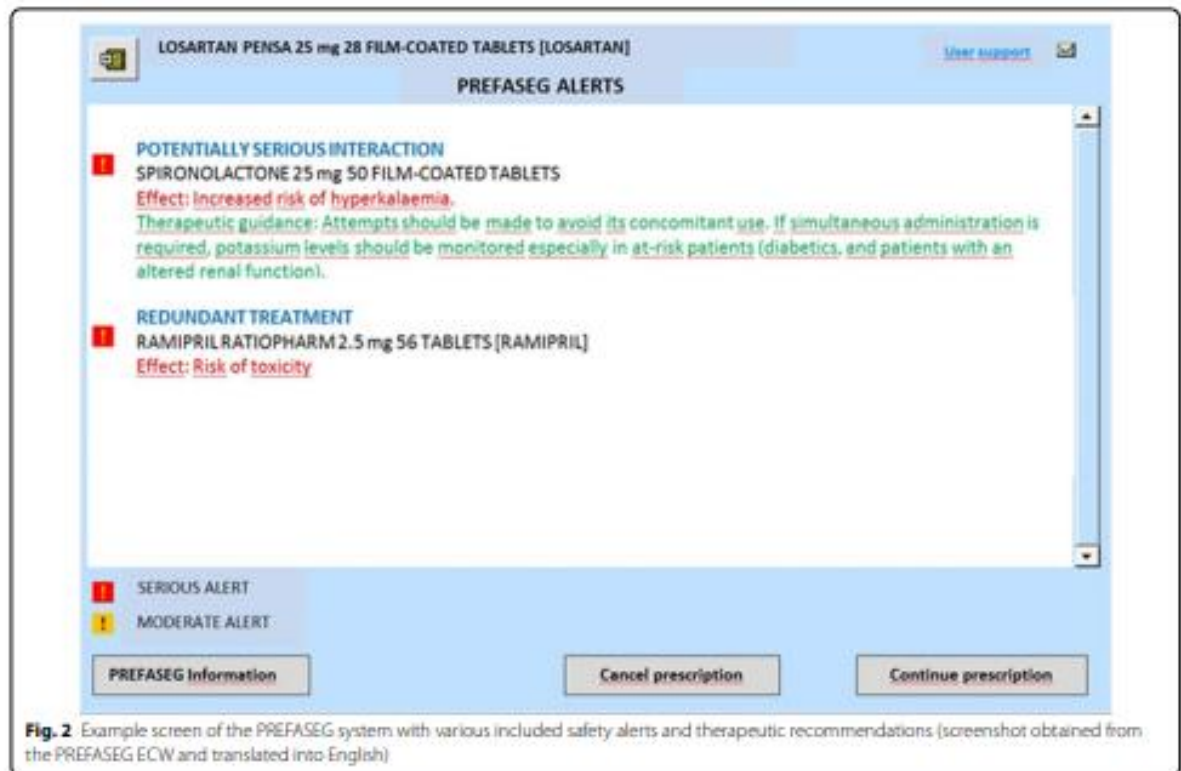 LOSARTAN PENSA 25 mg 28 FILM-COATED TABLETS [LOSARTAN]
User support
PREFASEG ALERTS
POTENTIALLY SERIOUS INTERACTION
SPIRONOLACTONE 25 mg 50 FILM-COATED TABLETS
Effect: Increased risk of hyperkalaemia.
Therapeutic guidance: Attempts should be made to avoid its concomitant use. If simultaneous administration is
required, potassium levels should be monitored especially in at-risk patients (diabetics, and patients with an
altered renal function).
REDUNDANT TREATMENT
RAMIPRIL RATIOPHARM 2.5 mg 56 TABLETS [RAMIPRIL]
Effect: Risk of toxicity
SERIOUS ALERT
MODERATE ALERT
PREFASEG Information
Cancel prescription
Continue prescription
Fig. 2 Example screen of the PREFASEG system with various included safety alerts and therapeutic recommendations (screenshot obtained from
the PREFASEG ECW and translated into English)